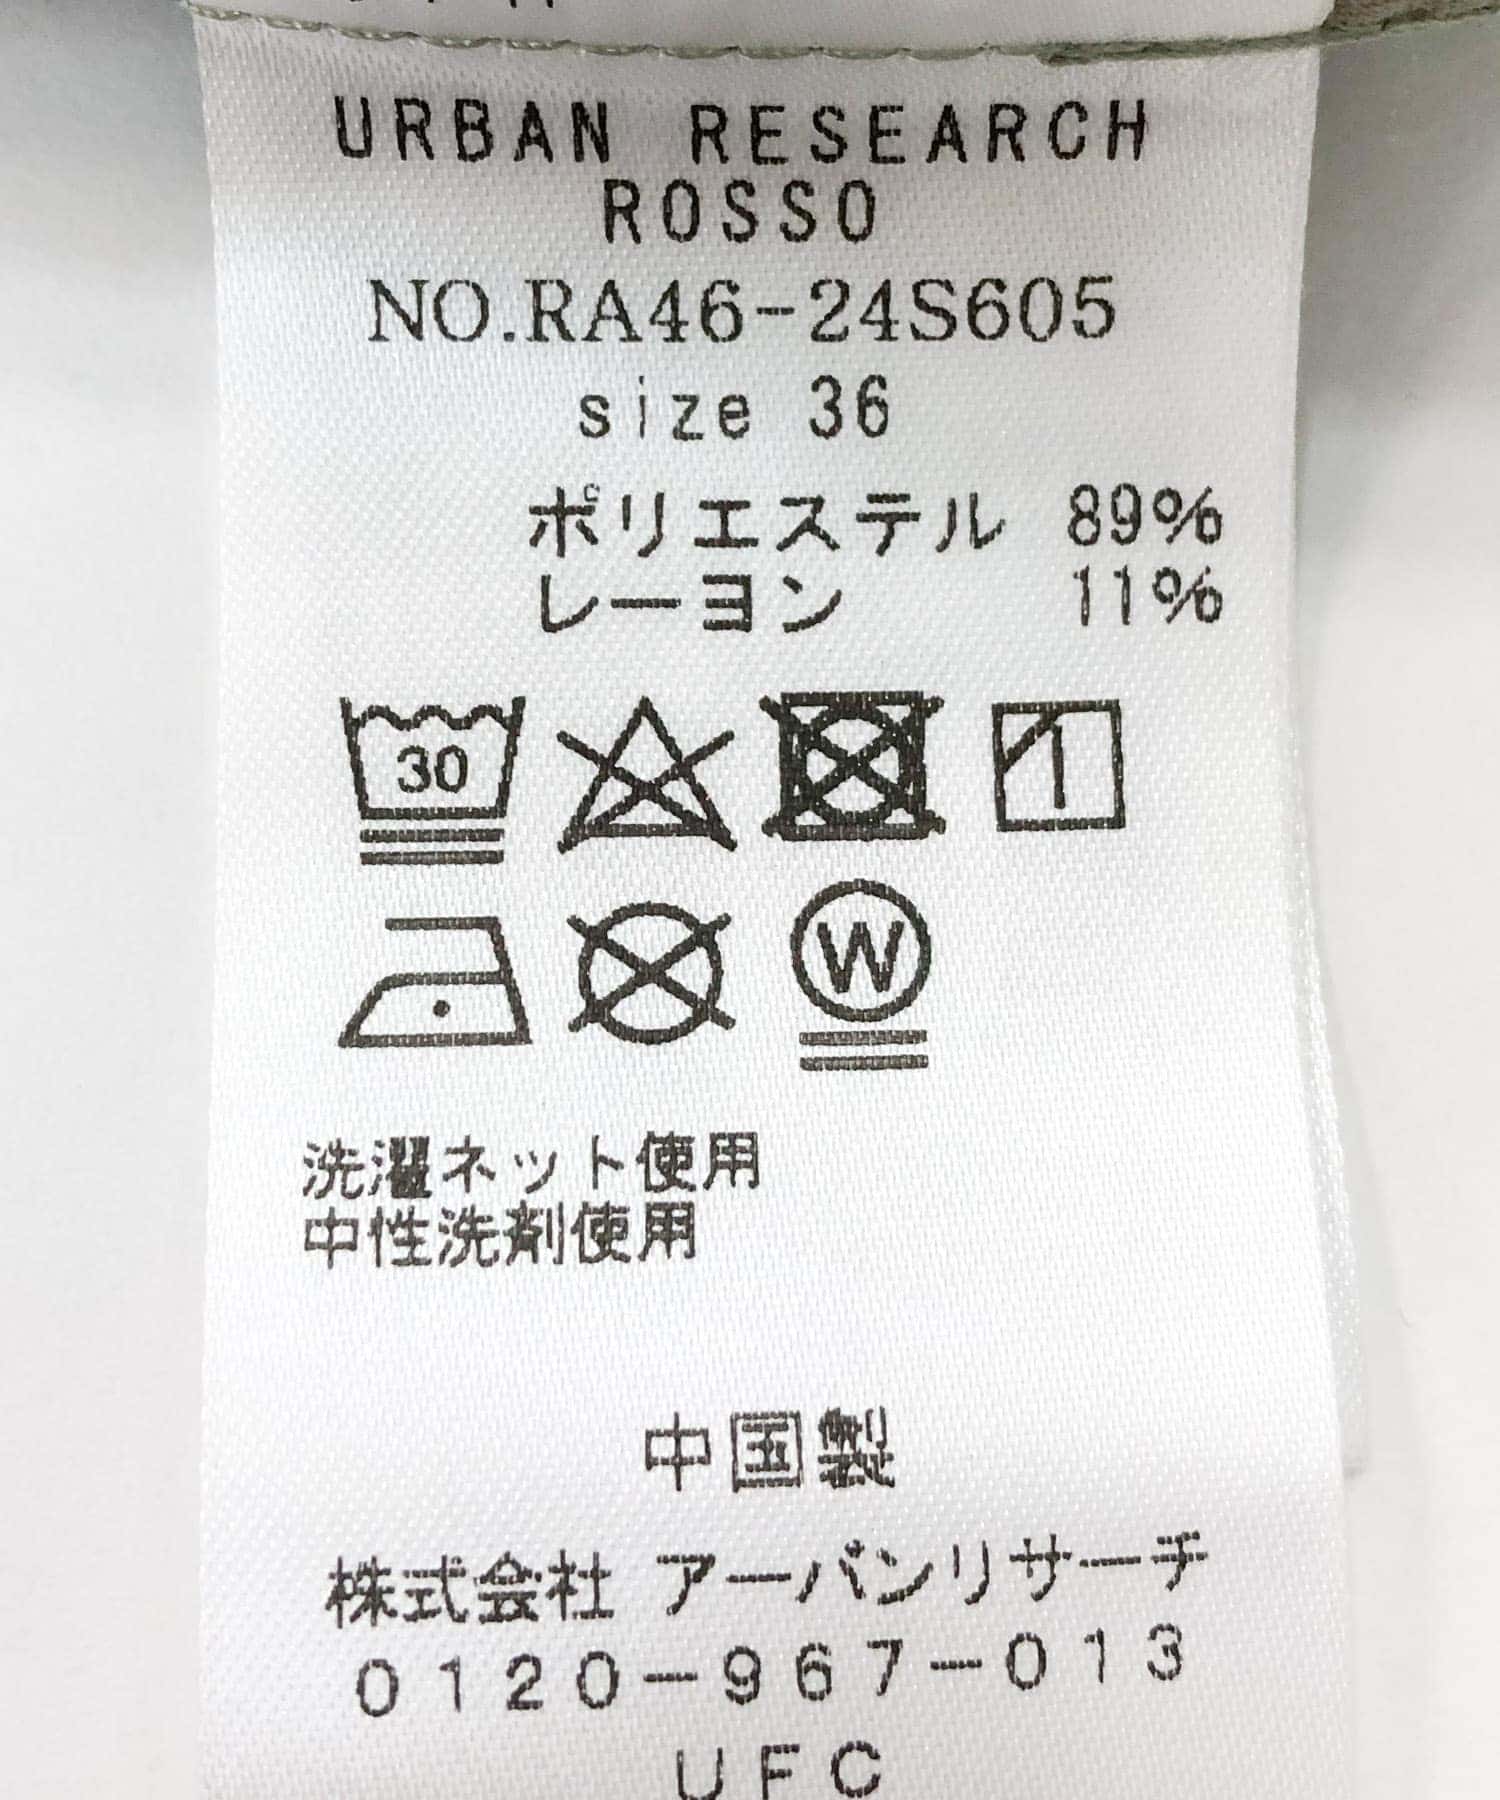 URBAN RESEARCH
ROSSO
NO.RA46-24S605
size 36
ポリエステル 89%
レーヨン 11%
30
W
洗濯ネット使用
中性洗剤使用
中国製
株式会社 アーバンリサーチ
0120-967-013
UFC